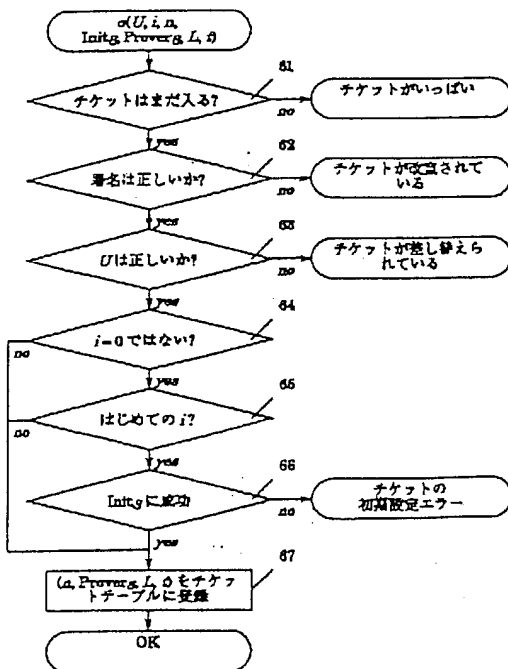 σ(U, i, n,
Initg, Proverg, L, s)
61
チケットはまだ入る?
no
チケットがいっぱい
yes
62
署名は正しいか?
no
チケットが改竄されて
いる
yes
63
Uは正しいか?
no
チケットが差し替えら
れている
yes
64
i=0ではない?
no
yes
65
はじめての i?
no
yes
66
Initgに成功
no
チケットの
初期設定エラー
yes
67
(n, Proverg, L, s) をチケッ
トテーブルに登録
OK